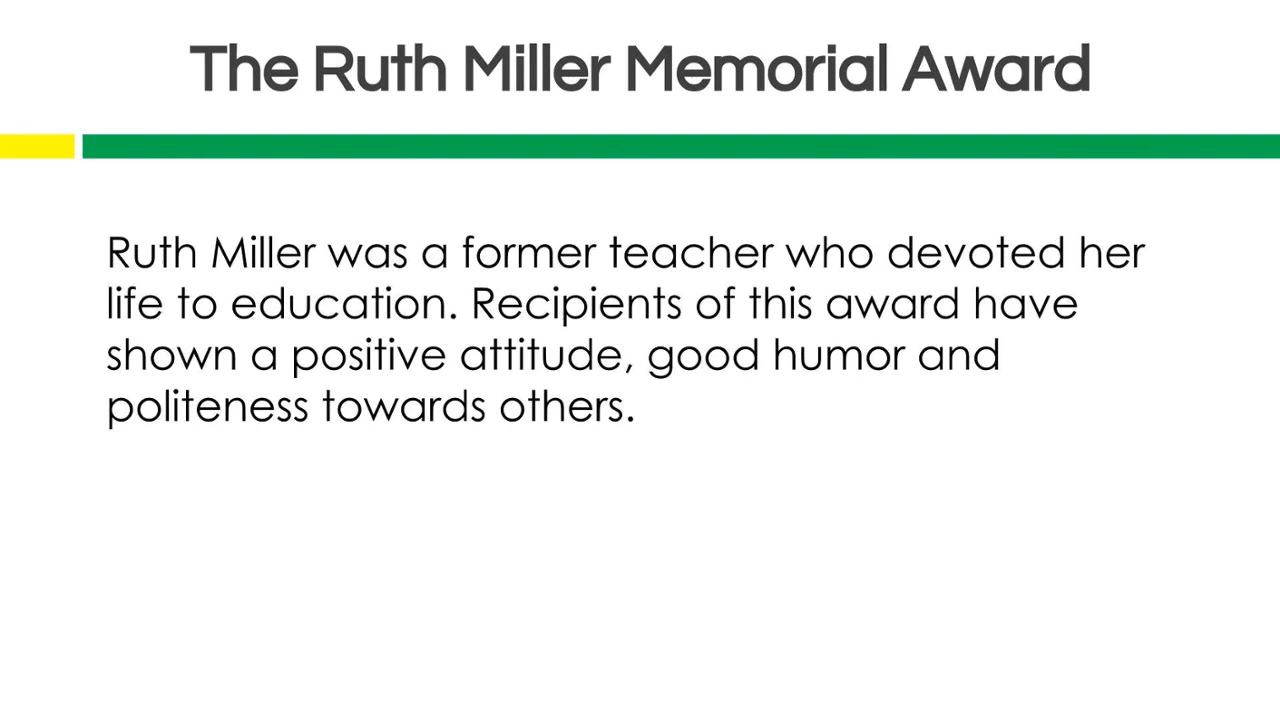 The Ruth Miller Memorial Award
Ruth Miller was a former teacher who devoted her
life to education. Recipients of this award have
shown a positive attitude, good humor and
politeness towards others.